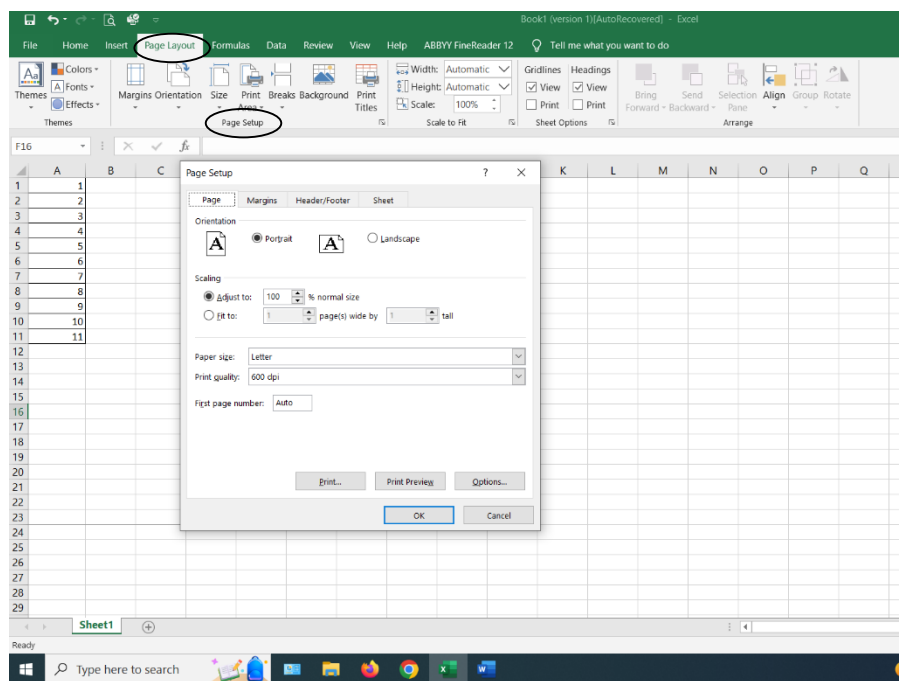 Book1 (version 1)[AutoRecovered] - Excel
File Home Insert Page Layout Formulas Data Review View Help ABBYY FineReader 12 Tell me what you want to do
Colors Width: Automatic Gridlines Headings
Fonts Height: Automatic View View
Themes Effects Margins Orientation Size Print Area Breaks Background Print Titles Scale: 100% Print Print Bring Forward Send Backward Selection Pane Align Group Rotate
Themes Page Setup Scale to Fit Sheet Options Arrange
F16 fx
A B C K L M N O P Q
1 1
2 2
3 3
4 4
5 5
6 6
7 7
8 8
9 9
10 10
11 11
12
13
14
15
16
17
18
19
20
21
22
23
24
25
26
27
28
29
Page Setup ? X
Page Margins Header/Footer Sheet
Orientation
A Portrait A Landscape
Scaling
Adjust to: 100 % normal size
Fit to: 1 page(s) wide by 1 tall
Paper size: Letter
Print quality: 600 dpi
First page number: Auto
Print... Print Preview Options...
OK Cancel
Sheet1
Ready
Type here to search